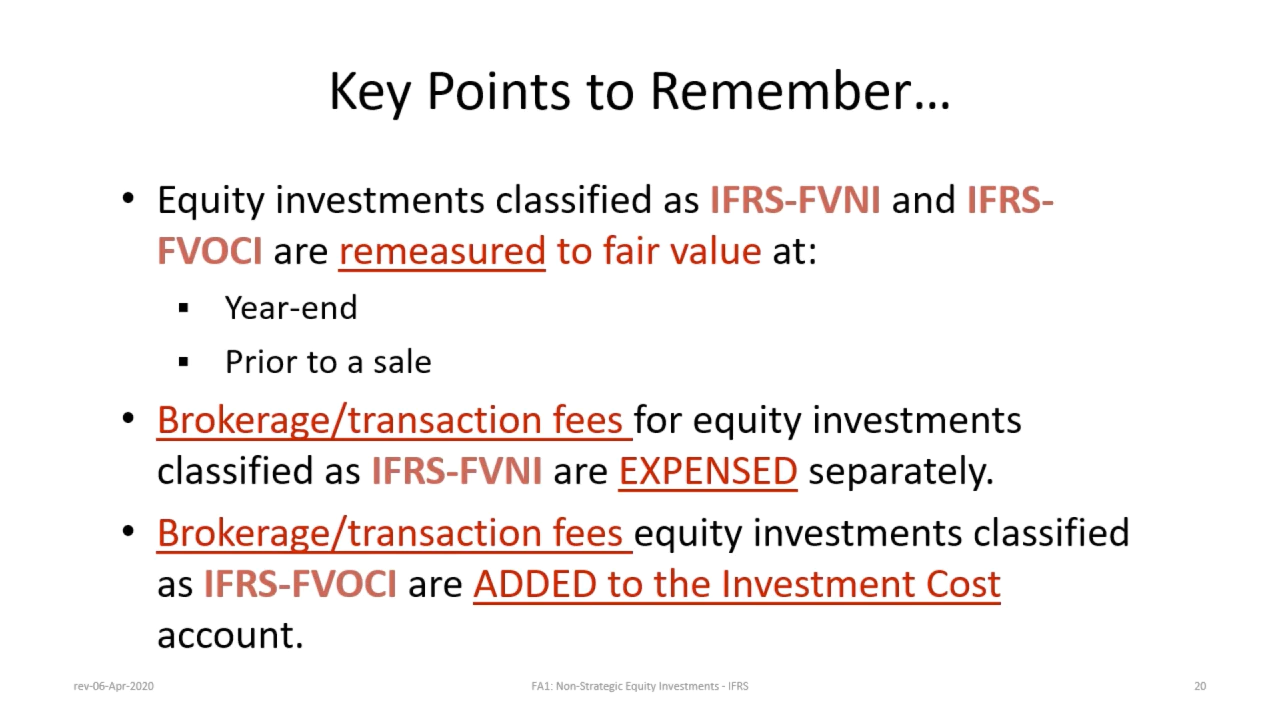 Key Points to Remember…
• Equity investments classified as IFRS-FVNI and IFRS-
FVOCI are remeasured to fair value at:
▪ Year-end
▪ Prior to a sale
• Brokerage/transaction fees for equity investments
classified as IFRS-FVNI are EXPENSED separately.
• Brokerage/transaction fees equity investments classified
as IFRS-FVOCI are ADDED to the Investment Cost
account.
rev-06-Apr-2020 FA1: Non-Strategic Equity Investments - IFRS 20